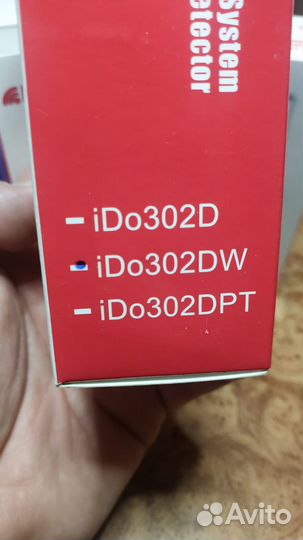 System
etector
iDo302D
iDo302DW
iDo302DPT
Avito